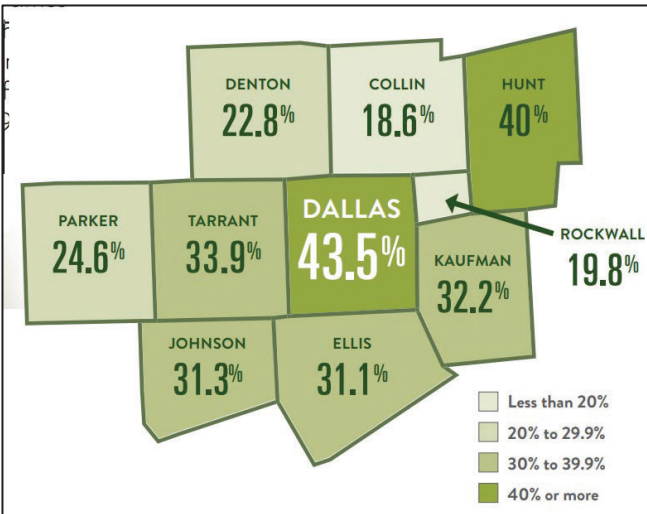 DENTON
22.8%
COLLIN
18.6%
HUNT
40%
PARKER
24.6%
TARRANT
33.9%
DALLAS
43.5%
ROCKWALL
19.8%
KAUFMAN
32.2%
JOHNSON
31.3%
ELLIS
31.1%
Less than 20%
20% to 29.9%
30% to 39.9%
40% or more